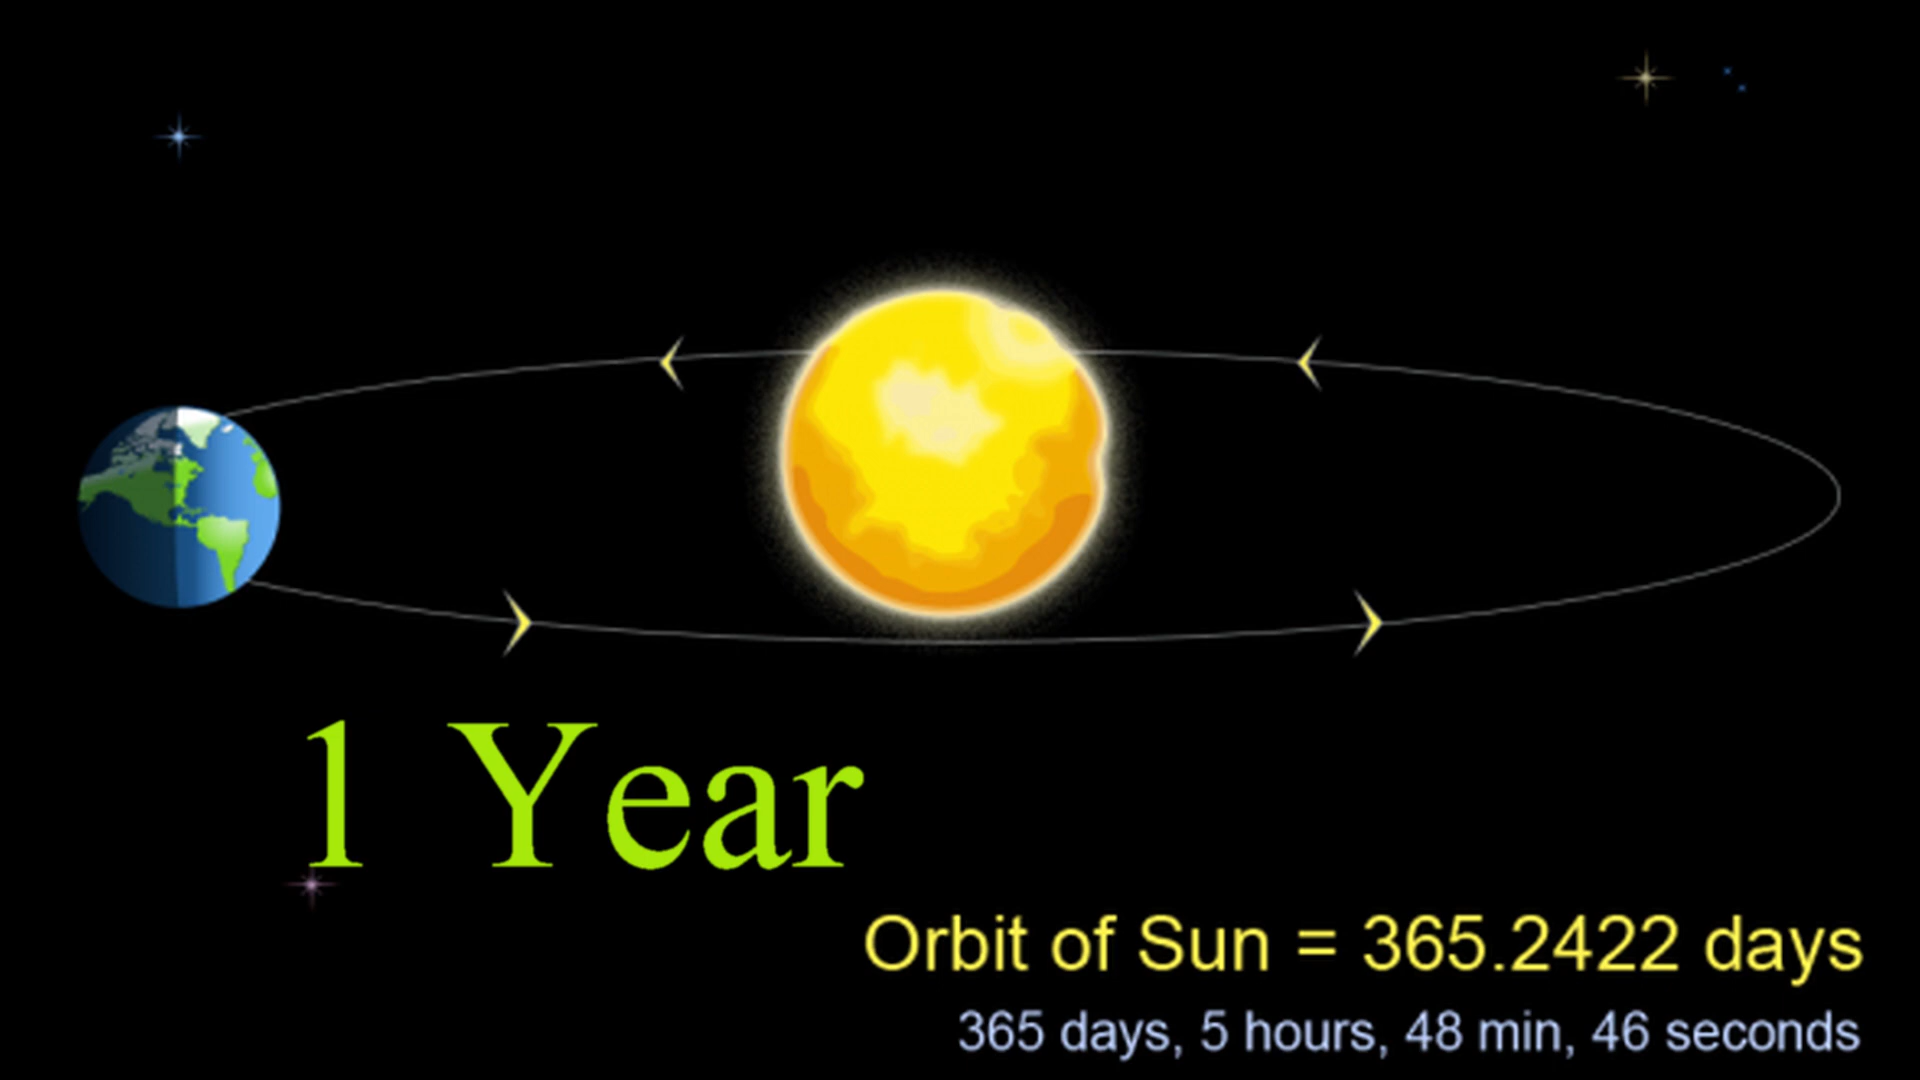 1 Year
Orbit of Sun = 365.2422 days
365 days, 5 hours, 48 min, 46 seconds